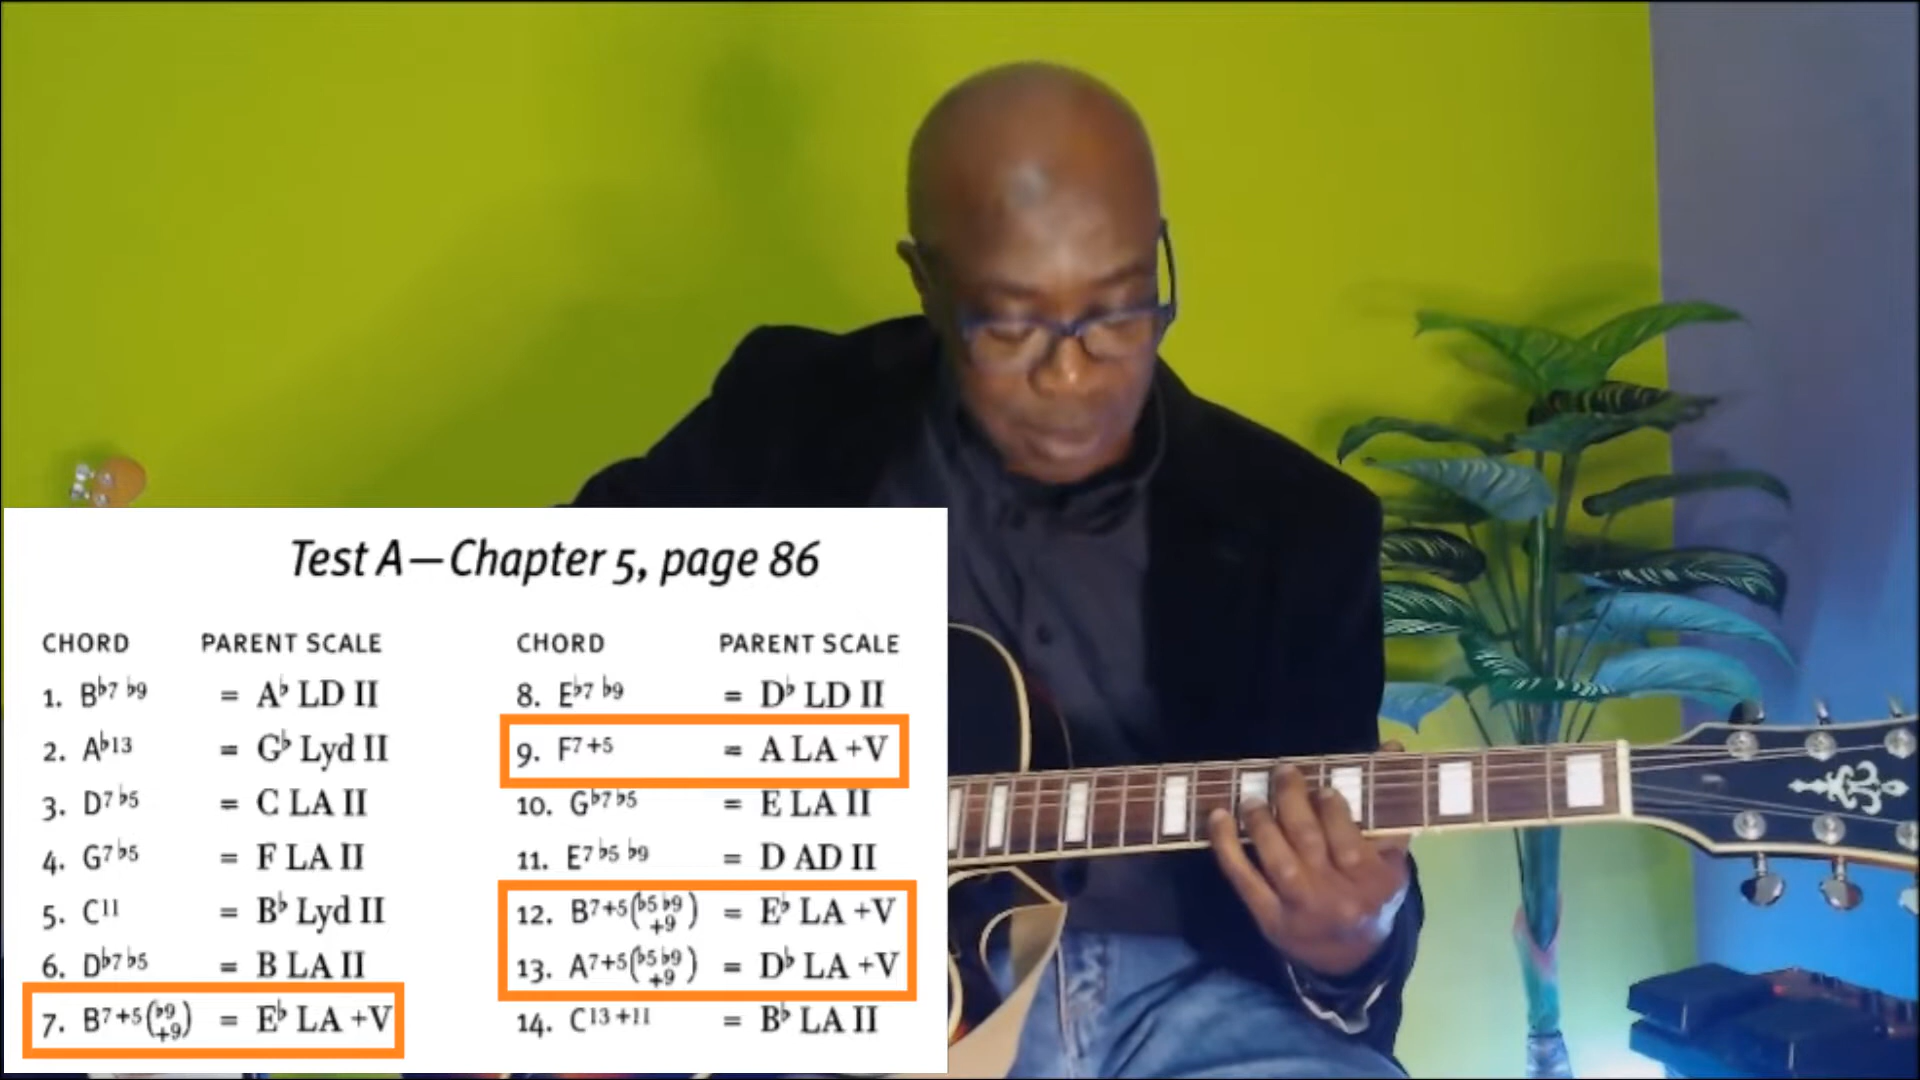 Test A—Chapter 5, page 86
CHORD PARENT SCALE
1. B♭7 ♭9 = A♭ LD II
2. A♭13 = G♭ Lyd II
3. D7 ♭5 = C LA II
4. G7 ♭5 = F LA II
5. C11 = B♭ Lyd II
6. D♭7 ♭5 = B LA II
7. B7+5(♭9 +9) = E♭ LA +V
CHORD PARENT SCALE
8. E♭7 ♭9 = D♭ LD II
9. F7+5 = A LA +V
10. G♭7 ♭5 = E LA II
11. E7 ♭5 ♭9 = D AD II
12. B7+5(♭5 ♭9 +9) = E♭ LA +V
13. A7+5(♭5 ♭9 +9) = D♭ LA +V
14. C13 +11 = B♭ LA II